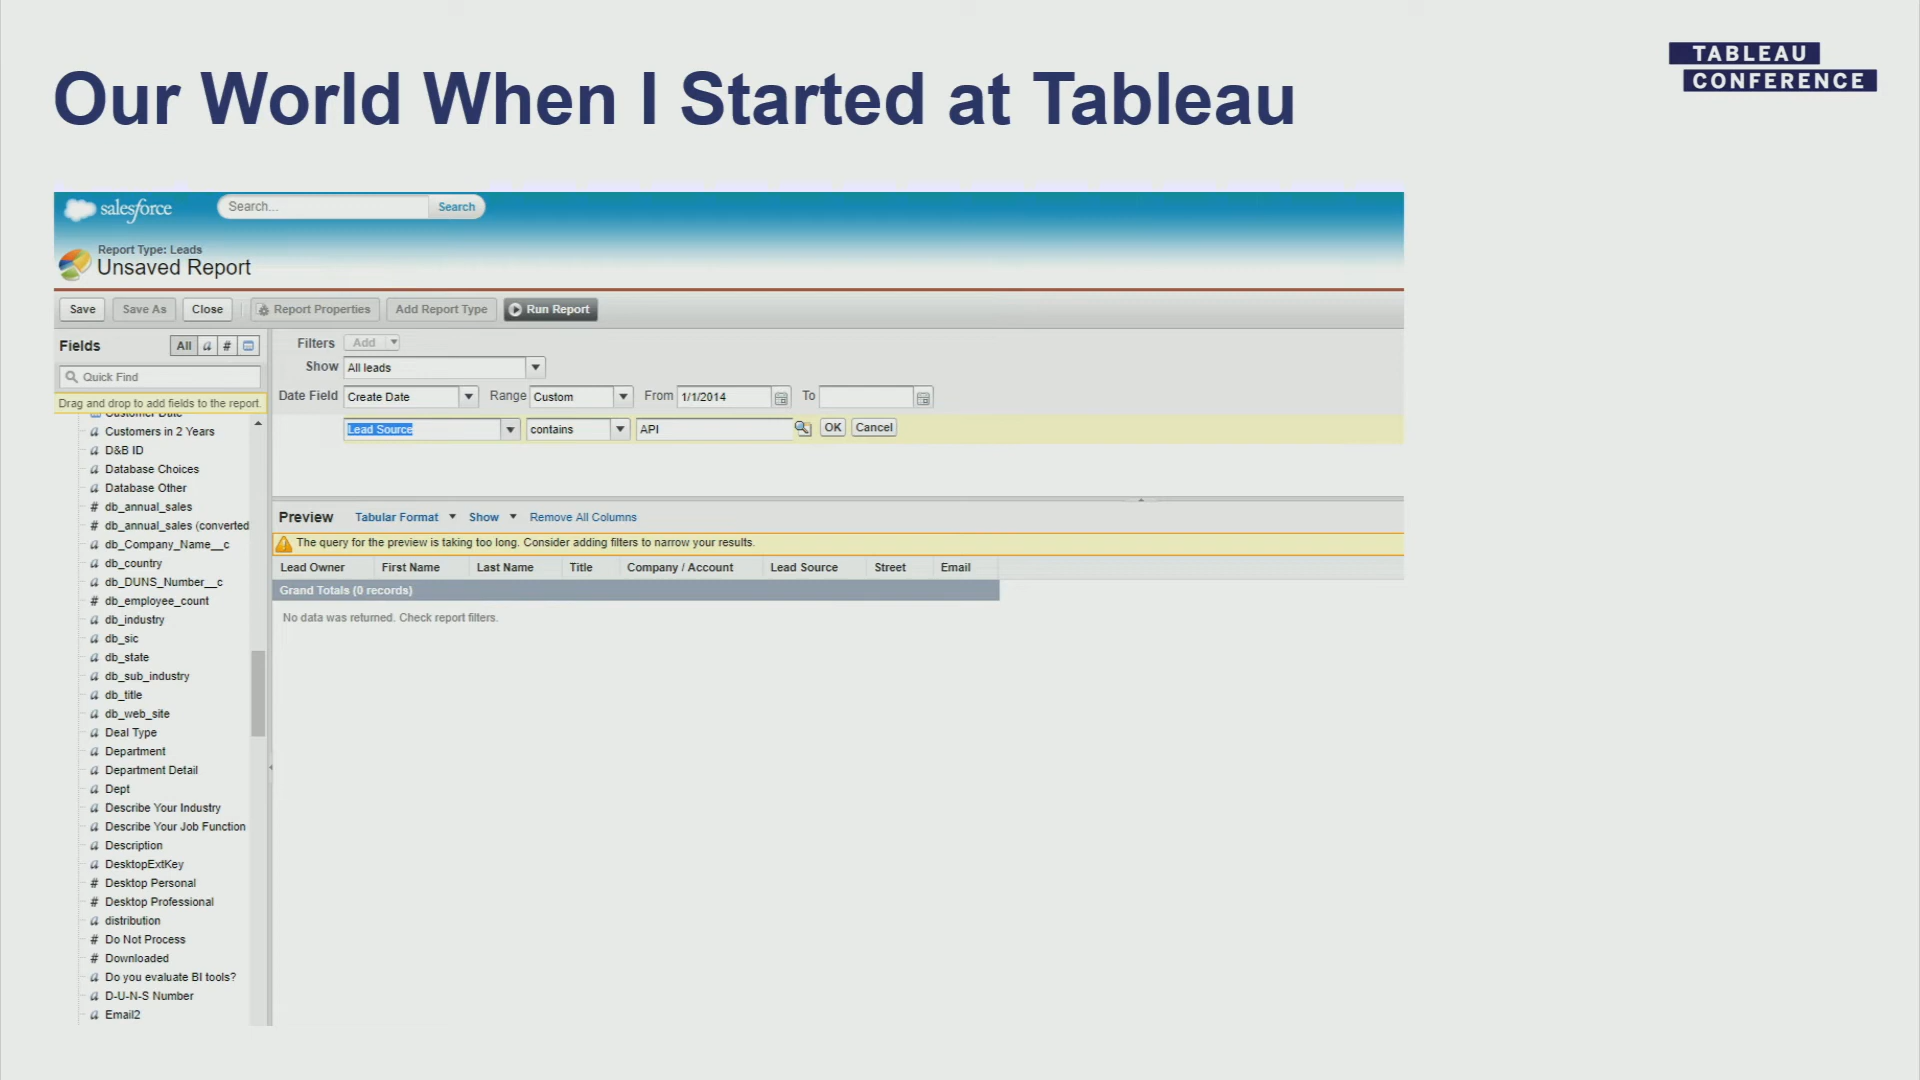 Our World When I Started at Tableau
TABLEAU
CONFERENCE
salesforce
Search...
Search
Report Type: Leads
Unsaved Report
Save
Save As
Close
Report Properties
Add Report Type
Run Report
Fields
All
a
#
Quick Find
Drag and drop to add fields to the report.
Customer Date
a Customers in 2 Years
a D&B ID
a Database Choices
a Database Other
# db_annual_sales
# db_annual_sales (converted
a db_Company_Name__c
a db_country
a db_DUNS_Number__c
# db_employee_count
a db_industry
a db_sic
a db_state
a db_sub_industry
a db_title
a db_web_site
a Deal Type
a Department
a Department Detail
a Dept
a Describe Your Industry
a Describe Your Job Function
a Description
a DesktopExtKey
# Desktop Personal
# Desktop Professional
a distribution
# Do Not Process
# Downloaded
a Do you evaluate BI tools?
a D-U-N-S Number
a Email2
Filters Add
Show All leads
Date Field Create Date Range Custom From 1/1/2014 To
Lead Source contains API OK Cancel
Preview Tabular Format Show Remove All Columns
The query for the preview is taking too long. Consider adding filters to narrow your results.
Lead Owner First Name Last Name Title Company / Account Lead Source Street Email
Grand Totals (0 records)
No data was returned. Check report filters.